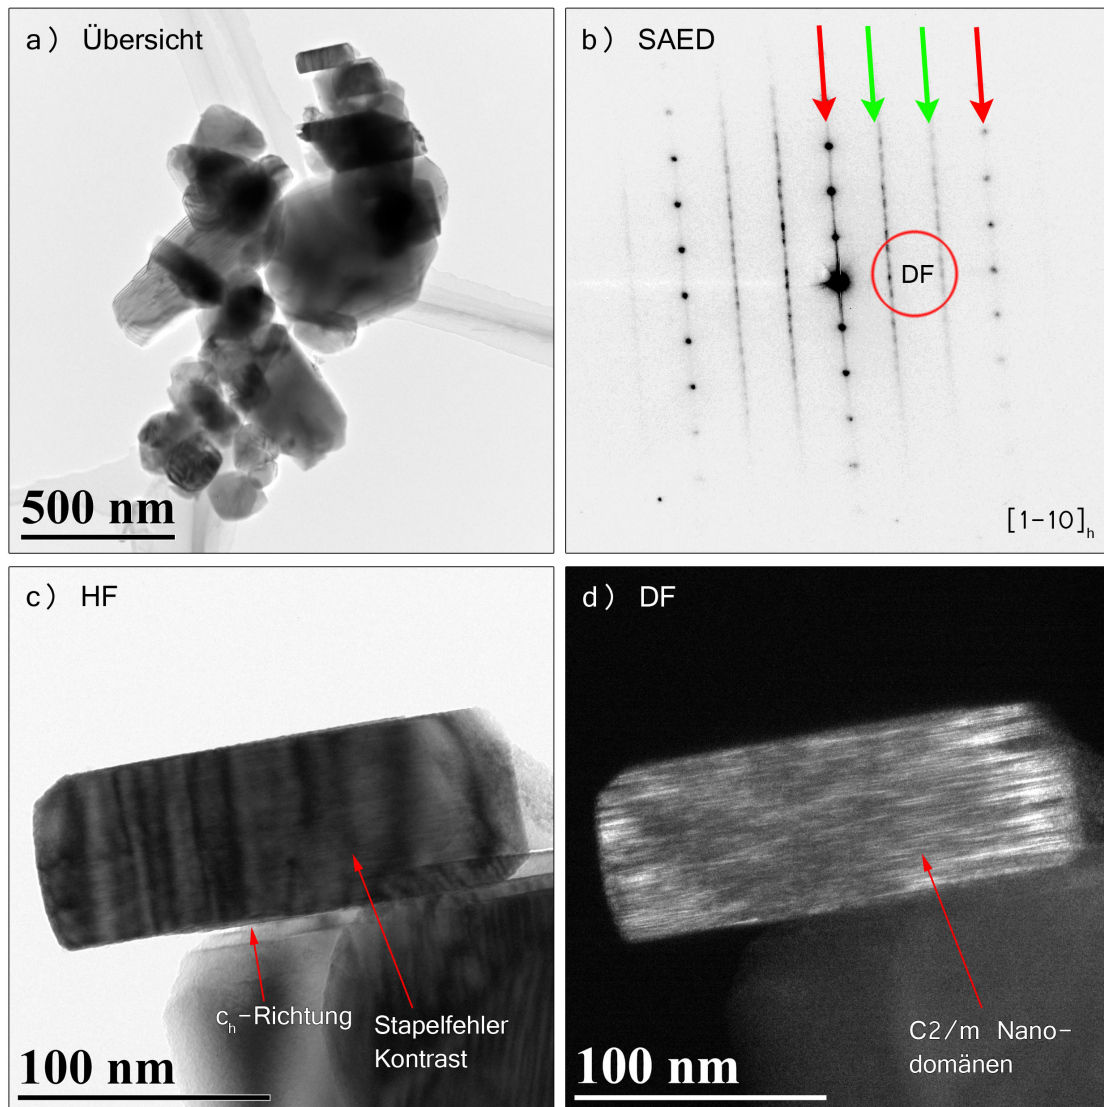 a) Übersicht
500 nm
b) SAED
DF
[1-10]h
c) HF
ch-Richtung
Stapelfehler
Kontrast
100 nm
d) DF
C2/m Nano-
domänen
100 nm